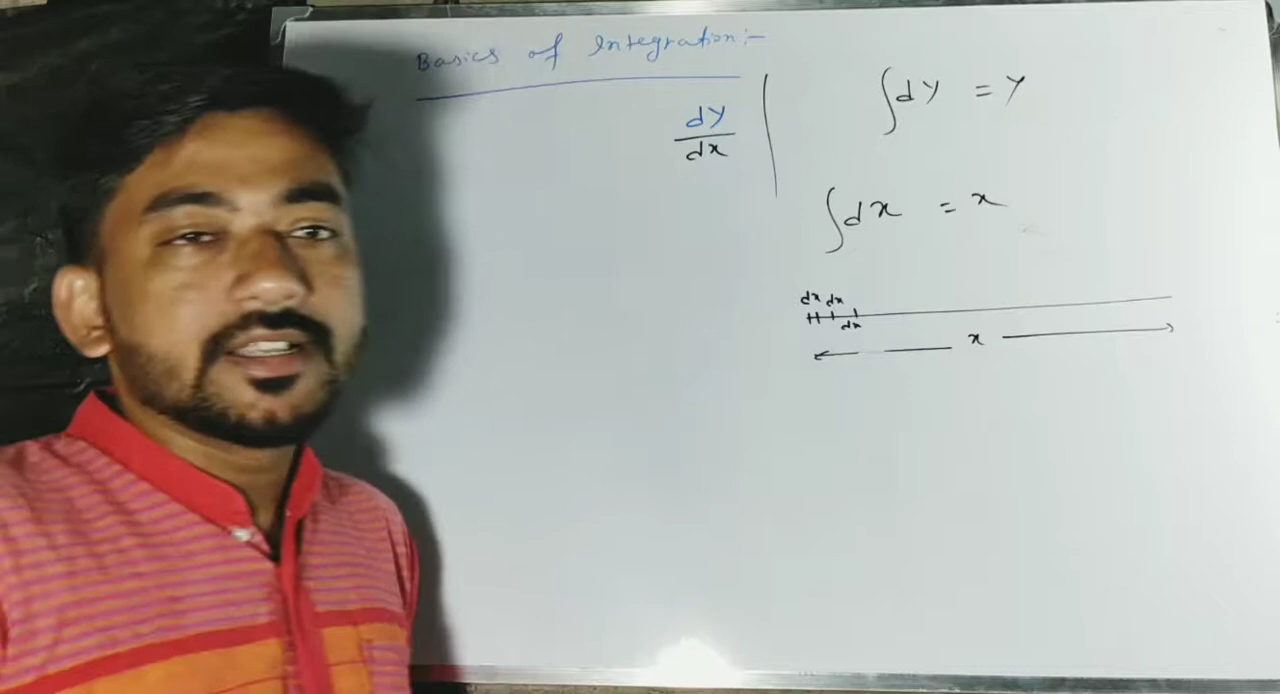 Basics of Integration:-
dy
dx
∫dy = y
∫dx = x
dx dx
dx
x